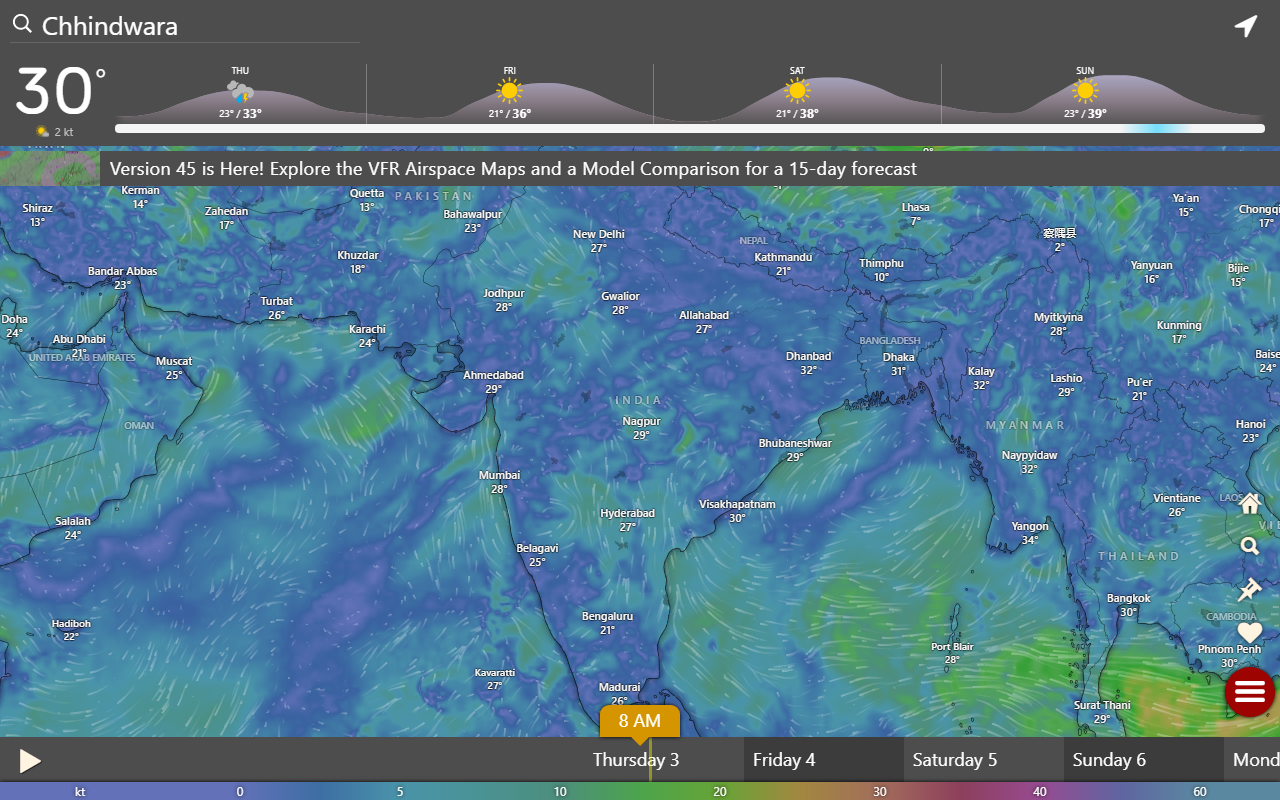 Chhindwara
30°
2 kt
THU
23° / 33°
FRI
21° / 36°
SAT
21° / 38°
SUN
23° / 39°
Version 45 is Here! Explore the VFR Airspace Maps and a Model Comparison for a 15-day forecast
Kerman
14°
Quetta
13°
PAKISTAN
Ya'an
15°
Shiraz
13°
Zahedan
17°
Bahawalpur
23°
Lhasa
7°
Chongqi
17°
New Delhi
27°
NEPAL
察隅县
2°
Khuzdar
18°
Kathmandu
21°
Thimphu
10°
Yanyuan
16°
Bijie
15°
Bandar Abbas
23°
Turbat
26°
Jodhpur
28°
Gwalior
28°
Allahabad
27°
Myitkyina
28°
Doha
24°
Abu Dhabi
21°
UNITED ARAB EMIRATES
Karachi
24°
BANGLADESH
Kunming
17°
Muscat
25°
Dhanbad
32°
Dhaka
31°
Baise
24°
Ahmedabad
29°
Kalay
32°
Lashio
29°
Pu'er
21°
INDIA
OMAN
Nagpur
29°
MYANMAR
Hanoi
23°
Bhubaneshwar
29°
Naypyidaw
32°
Mumbai
28°
Visakhapatnam
30°
Vientiane
26°
LAOS
Salalah
24°
Hyderabad
27°
Yangon
34°
VIE
Belagavi
25°
THAILAND
Bangkok
30°
Hadiboh
22°
Bengaluru
21°
CAMBODIA
Port Blair
28°
Phnom Penh
30°
Kavaratti
27°
Madurai
26°
Surat Thani
29°
8 AM
Thursday 3
Friday 4
Saturday 5
Sunday 6
Mond
kt 0 5 10 20 30 40 60